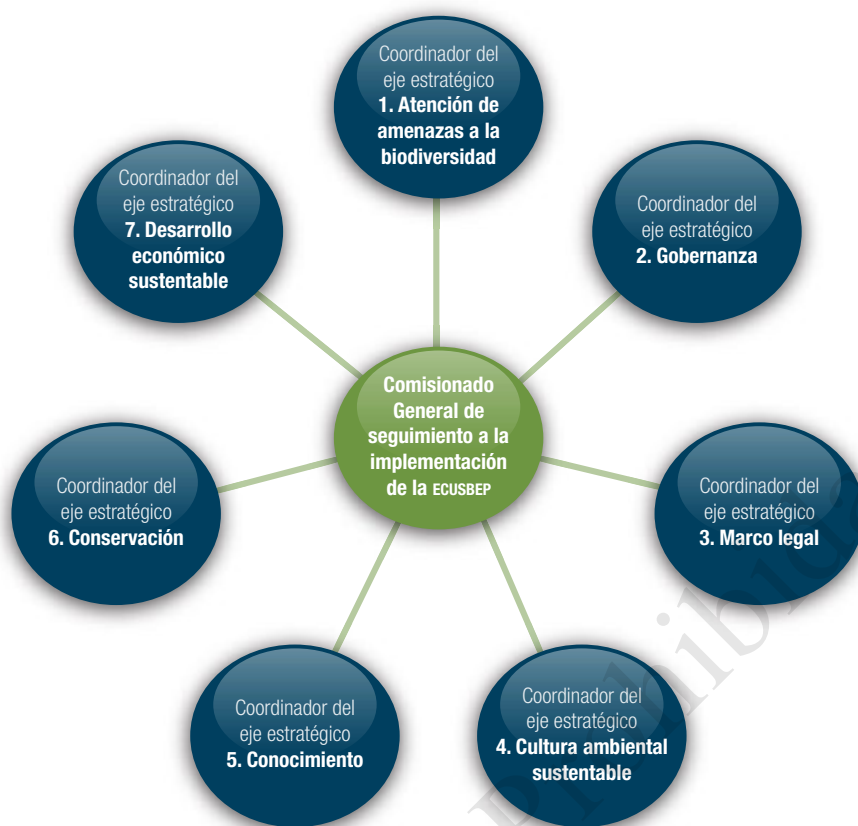 Coordinador del
eje estratégico
1. Atención de
amenazas a la
biodiversidad
Coordinador del
eje estratégico
2. Gobernanza
Coordinador del
eje estratégico
3. Marco legal
Coordinador del
eje estratégico
4. Cultura ambiental
sustentable
Coordinador del
eje estratégico
5. Conocimiento
Coordinador del
eje estratégico
6. Conservación
Coordinador del
eje estratégico
7. Desarrollo
económico
sustentable
Comisionado
General de
seguimiento a la
implementación
de la ECUSBEP